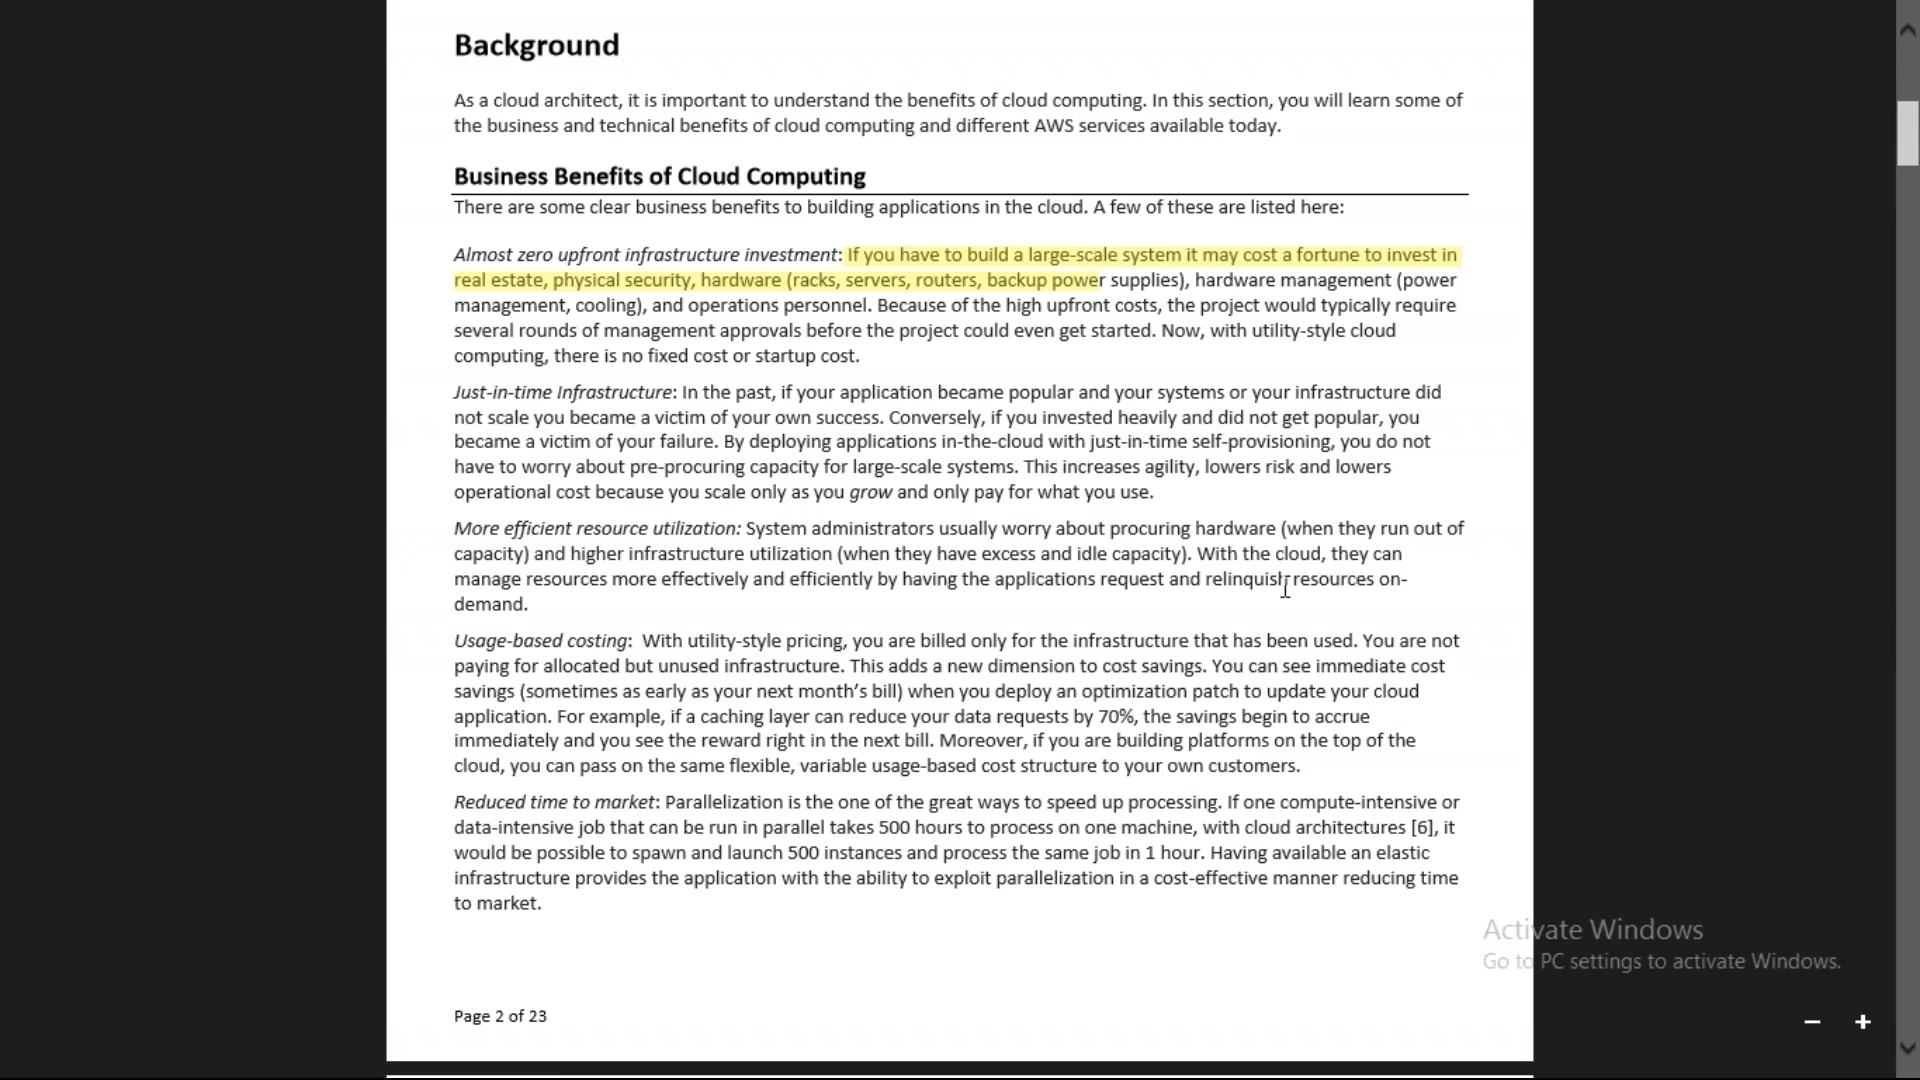 Background
As a cloud architect, it is important to understand the benefits of cloud computing. In this section, you will learn some of
the business and technical benefits of cloud computing and different AWS services available today.
Business Benefits of Cloud Computing
There are some clear business benefits to building applications in the cloud. A few of these are listed here:
Almost zero upfront infrastructure investment: If you have to build a large-scale system it may cost a fortune to invest in
real estate, physical security, hardware (racks, servers, routers, backup power supplies), hardware management (power
management, cooling), and operations personnel. Because of the high upfront costs, the project would typically require
several rounds of management approvals before the project could even get started. Now, with utility-style cloud
computing, there is no fixed cost or startup cost.
Just-in-time Infrastructure: In the past, if your application became popular and your systems or your infrastructure did
not scale you became a victim of your own success. Conversely, if you invested heavily and did not get popular, you
became a victim of your failure. By deploying applications in-the-cloud with just-in-time self-provisioning, you do not
have to worry about pre-procuring capacity for large-scale systems. This increases agility, lowers risk and lowers
operational cost because you scale only as you grow and only pay for what you use.
More efficient resource utilization: System administrators usually worry about procuring hardware (when they run out of
capacity) and higher infrastructure utilization (when they have excess and idle capacity). With the cloud, they can
manage resources more effectively and efficiently by having the applications request and relinquish resources on-
demand.
Usage-based costing: With utility-style pricing, you are billed only for the infrastructure that has been used. You are not
paying for allocated but unused infrastructure. This adds a new dimension to cost savings. You can see immediate cost
savings (sometimes as early as your next month's bill) when you deploy an optimization patch to update your cloud
application. For example, if a caching layer can reduce your data requests by 70%, the savings begin to accrue
immediately and you see the reward right in the next bill. Moreover, if you are building platforms on the top of the
cloud, you can pass on the same flexible, variable usage-based cost structure to your own customers.
Reduced time to market: Parallelization is the one of the great ways to speed up processing. If one compute-intensive or
data-intensive job that can be run in parallel takes 500 hours to process on one machine, with cloud architectures [6], it
would be possible to spawn and launch 500 instances and process the same job in 1 hour. Having available an elastic
infrastructure provides the application with the ability to exploit parallelization in a cost-effective manner reducing time
to market.
Activate Windows
Go to PC settings to activate Windows.
Page 2 of 23